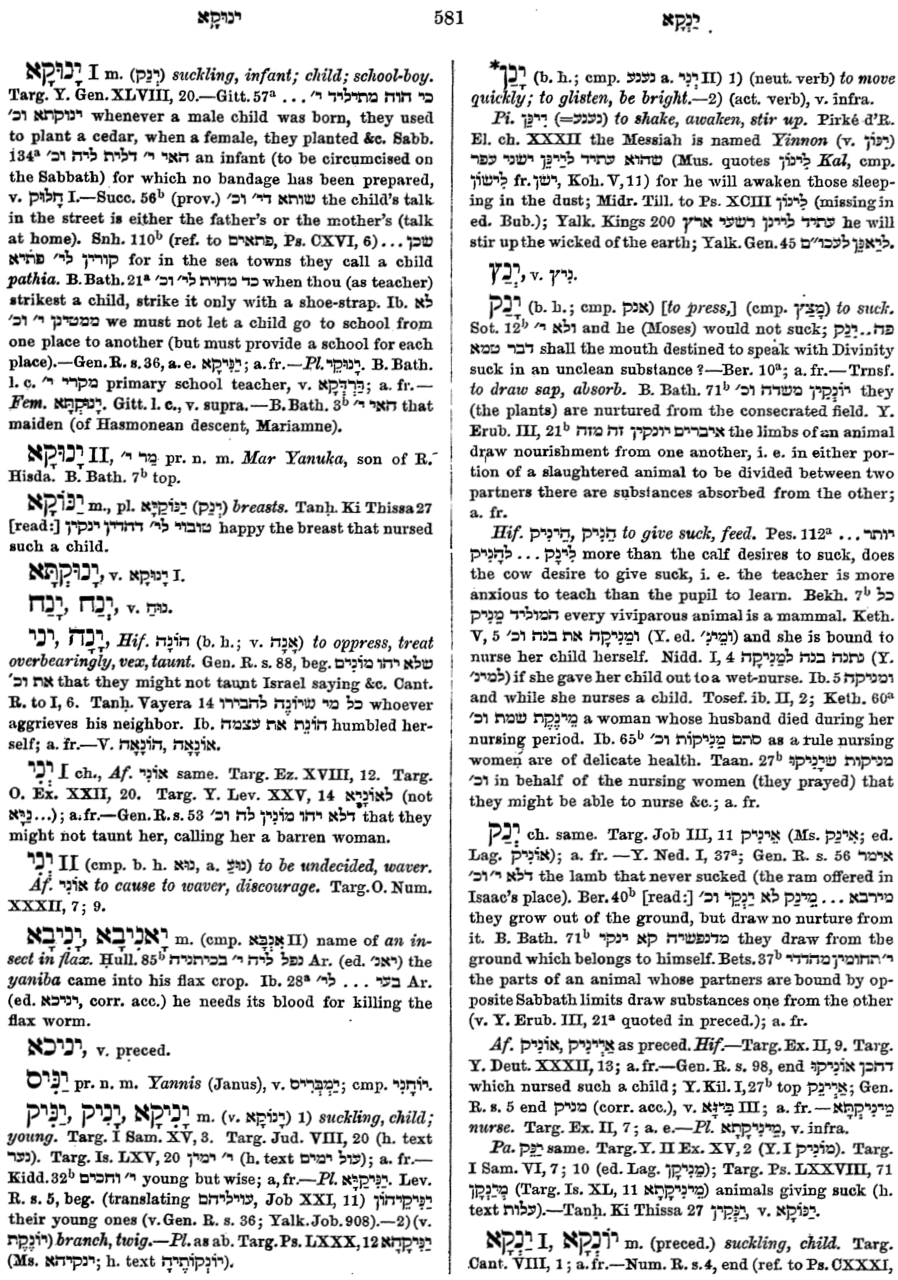 יְנוּקָא
581
יַנְקָא
יָנוּקָא I m. (יָנַק) suckling, infant; child; school-boy.
Targ. Y. Gen. XLVIII, 20.—Gitt. 57ᵃ כי הוה מתיליד י' ...
ינוקתא וכ' whenever a male child was born, they used
to plant a cedar, when a female, they planted &c. Sabb.
134ᵃ האי י' דלית ליה וכ' an infant (to be circumcised on
the Sabbath) for which no bandage has been prepared,
v. חָלוּק I.—Succ. 56ᵇ (prov.) שותא די' וכ' the child's talk
in the street is either the father's or the mother's (talk
at home). Snh. 110ᵇ (ref. to פתאים, Ps. CXVI, 6) שכן...
קורין לי' פתיא for in the sea towns they call a child
pathia. B. Bath. 21ᵃ כד מחית לי' וכ' when thou (as teacher)
strikest a child, strike it only with a shoe-strap. Ib. לא
ממטינן י' וכ' we must not let a child go to school from
one place to another (but must provide a school for each
place).—Gen. R. s. 36, a. e. יַנִּיקָא; a. fr.—Pl. יָנוּקֵי. B. Bath.
l. c. מקרי י' primary school teacher, v. דַּרְדְּקָא; a. fr.—
Fem. יָנוּקְתָּא. Gitt. l. c., v. supra.—B. Bath. 3ᵇ האי י' that
maiden (of Hasmonean descent, Mariamne).
יָנוּקָא II, מר י' pr. n. m. Mar Yanuka, son of R.
Hisda. B. Bath. 7ᵇ top.
יַנּוֹקָא m., pl. יַנּוֹקַיָּא (יָנַק) breasts. Tanḥ. Ki Thissa 27
[read:] טובוי לי' דהדין ינקין happy the breast that nursed
such a child.
יָנוּקְתָּא, v. יָנוּקָא I.
יָנַח, יְנַח, v. נוּחַ.
יָנָה, יני, Hif. הוֹנָה (b. h.; v. אָנָה) to oppress, treat
overbearingly, vex, taunt. Gen. R. s. 88, beg. שלא יהו מוֹנִים
את וכ' that they might not taunt Israel saying &c. Cant.
R. to I, 6. Tanḥ. Vayera 14 כל מי שיוֹנֶה לחבירו whoever
aggrieves his neighbor. Ib. הוֹנֵת את עצמה humbled her-
self; a. fr.—V. הוֹנָאָה, אוֹנָאָה.
יְנֵי I ch., Af. אוֹנֵי same. Targ. Ez. XVIII, 12. Targ.
O. Ex. XXII, 20. Targ. Y. Lev. XXV, 14 לאוֹנָיָא (not
נָיָא...); a. fr.—Gen. R. s. 53 דלא יהו מוֹנִין לה וכ' that they
might not taunt her, calling her a barren woman.
יְנֵי II (cmp. b. h. נוא, a. נוּעַ) to be undecided, waver.
Af. אוֹנֵי to cause to waver, discourage. Targ. O. Num.
XXXII, 7; 9.
יָאנִיבָא, יָנִיבָא m. (cmp. אִנְבָּא II) name of an in-
sect in flax. Ḥull. 85ᵇ נפל ליה י' בכיתניה Ar. (ed. יאנ') the
yaniba came into his flax crop. Ib. 28ᵃ בעי ... לי' Ar.
(ed. יניכא, corr. acc.) he needs its blood for killing the
flax worm.
יניכא, v. preced.
יַנִּיס pr. n. m. Yannis (Janus), v. יַמְבְּרִיס; cmp. יוֹחָנֵי.
יָנִיקָא, יָנִיק, יַנִּיק m. (v. יָנוֹקָא) 1) suckling, child;
young. Targ. I Sam. XV, 3. Targ. Jud. VIII, 20 (h. text
נער). Targ. Is. LXV, 20 י' יומין (h. text עול ימים); a. fr.—
Kidd. 32ᵇ י' וחכים young but wise; a, fr.—Pl. יַנִּיקַיָּא. Lev.
R. s. 5, beg. (translating עויליהם, Job XXI, 11) יַנִּיקֵיהוֹן
their young ones (v. Gen. R. s. 36; Yalk. Job. 908).—2) (v.
יוֹנֶקֶת) branch, twig.—Pl. as ab. Targ. Ps. LXXX, 12 יַנִּיקָהָא
(Ms. ינקיהא; h. text יוֹנְקוֹתֶיהָ).
*יָנַן (b. h.; cmp. נענע a. יְנֵי II) 1) (neut. verb) to move
quickly; to glisten, be bright.—2) (act. verb), v. infra.
Pi. יִינֵּן (=נענע) to shake, awaken, stir up. Pirké d'R.
El. ch. XXXII the Messiah is named Yinnon (v. יִנּוֹן)
שהוא עתיד לְיַינֵּן ישני עפר (Mus. quotes לִינוֹן Kal, cmp.
לִישׁוֹן fr. ישן, Koh. V, 11) for he will awaken those sleep-
ing in the dust; Midr. Till. to Ps. XCIII לִינוֹן (missing in
ed. Bub.); Yalk. Kings 200 עתיד ליינן רשעי ארץ he will
stir up the wicked of the earth; Yalk. Gen. 45 לְיַאנֵּן לעכו"ם.
יָנַץ, v. נִיץ.
יָנַק (b. h.; cmp. אנק) [to press,] (cmp. מָצַץ) to suck.
Sot. 12ᵇ ולא י' and he (Moses) would not suck; פה..יִנַק
דבר טמא shall the mouth destined to speak with Divinity
suck in an unclean substance?—Ber. 10ᵃ; a. fr.—Trnsf.
to draw sap, absorb. B. Bath. 71ᵇ יוֹנְקִין משדה וכ' they
(the plants) are nurtured from the consecrated field. Y.
Erub. III, 21ᵇ איברים יונקין זה מזה the limbs of an animal
draw nourishment from one another, i. e. in either por-
tion of a slaughtered animal to be divided between two
partners there are substances absorbed from the other;
a. fr.
Hif. הֵינִיק, הֵנִיק to give suck, feed. Pes. 112ᵃ יותר...
לִינַק ... לְהָנִיק more than the calf desires to suck, does
the cow desire to give suck, i. e. the teacher is more
anxious to teach than the pupil to learn. Bekh. 7ᵇ כל
המוליד מֵנִיק every viviparous animal is a mammal. Keth.
V, 5 וּמֵנִיקָה את בנה וכ' (Y. ed. וּמֵינִ') and she is bound to
nurse her child herself. Nidd. I, 4 נתנה בנה למֵנִיקָה (Y.
למיני') if she gave her child out to a wet-nurse. Ib. 5 ומניקה
and while she nurses a child. Tosef. ib. II, 2; Keth. 60ᵃ
מֵינֶקֶת שמת וכ' a woman whose husband died during her
nursing period. Ib. 65ᵇ סתם מֵנִיקוֹת וכ' as a rule nursing
women are of delicate health. Taan. 27ᵇ מניקות שֶׁיָּנִיקוּ
וכ' in behalf of the nursing women (they prayed) that
they might be able to nurse &c.; a. fr.
יְנַק ch. same. Targ. Job III, 11 אֵינִיק (Ms. אִינַק; ed.
Lag. אוֹנִיק); a. fr.—Y. Ned. I, 37ᵃ; Gen. R. s. 56 אימר
דלא י' וכ' the lamb that never sucked (the ram offered in
Isaac's place). Ber. 40ᵇ [read:] מירבא ... מֵינַק לא יַנְקֵי וכ'
they grow out of the ground, but draw no nurture from
it. B. Bath. 71ᵇ מדנפשיה קא ינקי they draw from the
ground which belongs to himself. Bets. 37ᵇ י' תחומין מהדדי
the parts of an animal whose partners are bound by op-
posite Sabbath limits draw substances one from the other
(v. Y. Erub. III, 21ᵃ quoted in preced.); a. fr.
Af. אַיְינִיק, אוֹנִיק as preced. Hif.—Targ. Ex. II, 9. Targ.
Y. Deut. XXXII, 13; a. fr.—Gen. R. s. 98, end דהכן אוֹנִיקוּ
which nursed such a child; Y. Kil. I, 27ᵇ top אַיְינֵק; Gen.
R. s. 5 end מניק (corr. acc.), v. בִּיזָּא III; a. fr.—מֵינִיקְתָּא
nurse. Targ. Ex. II, 7; a. e.—Pl. מֵינִיקָתָא, v. infra.
Pa. יַנֵּק same. Targ. Y. II Ex. XV, 2 (Y. I מוֹנִיק). Targ.
I Sam. VI, 7; 10 (ed. Lag. מֵנִיקָן); Targ. Ps. LXXVIII, 71
מְיַנְקָן (Targ. Is. XL, 11 מֵינִיקָתָא) animals giving suck (h.
text עלות).—Tanḥ. Ki Thissa 27 יַנְּקִין, v. יַנּוֹקָא.
יַנְקָא I, יוֹנְקָא m. (preced.) suckling, child. Targ.
Cant. VIII, 1; a. fr.—Num. R. s. 4, end (ref. to Ps. CXXXI,